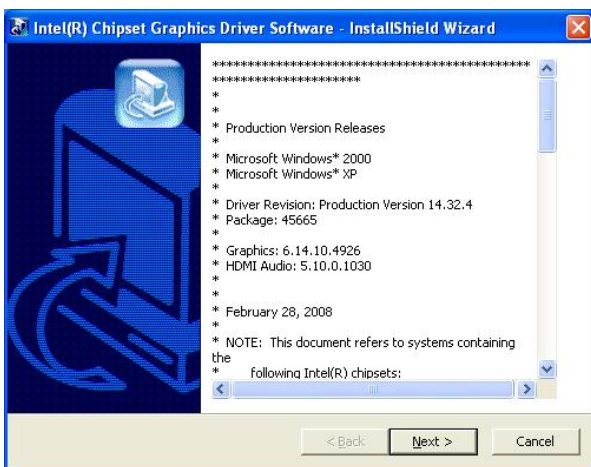 Intel(R) Chipset Graphics Driver Software - InstallShield Wizard
*********************************************
*********************
*
*
* Production Version Releases
*
* Microsoft Windows* 2000
* Microsoft Windows* XP
*
* Driver Revision: Production Version 14.32.4
* Package: 45665
*
* Graphics: 6.14.10.4926
* HDMI Audio: 5.10.0.1030
*
*
* February 28, 2008
*
* NOTE: This document refers to systems containing
the
* following Intel(R) chipsets:
< Back Next > Cancel